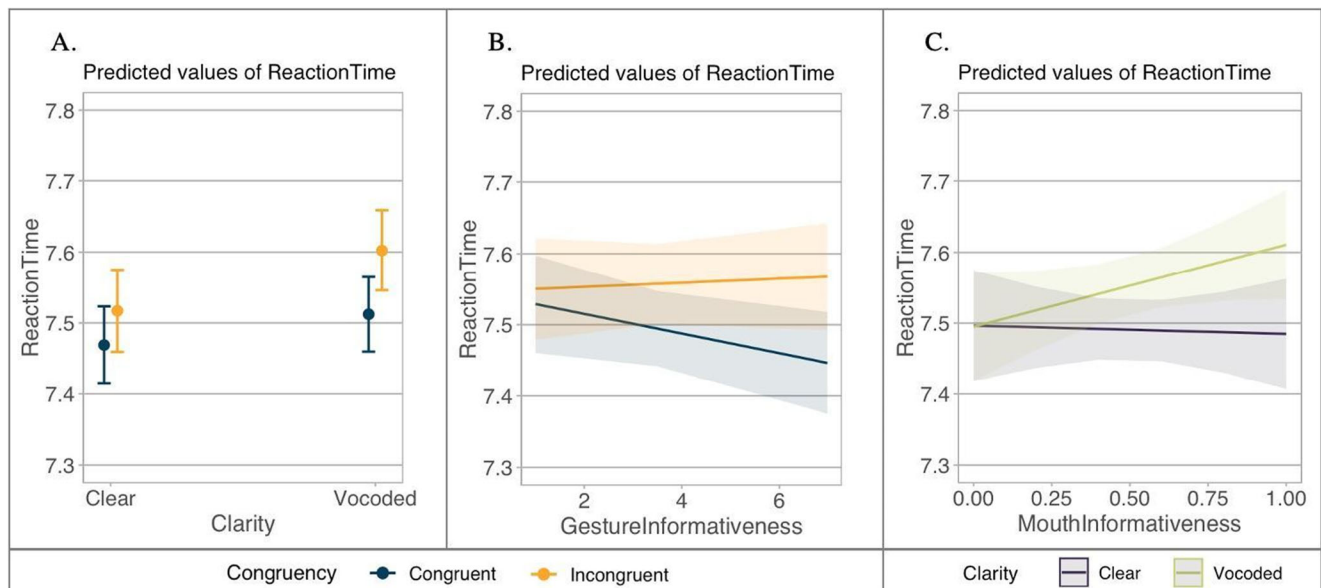 A.
Predicted values of ReactionTime
7.8
7.7
7.6
7.5
7.4
7.3
ReactionTime
Clear Vocoded
Clarity
B.
Predicted values of ReactionTime
7.8
7.7
7.6
7.5
7.4
7.3
ReactionTime
2 4 6
GestureInformativeness
C.
Predicted values of ReactionTime
7.8
7.7
7.6
7.5
7.4
7.3
ReactionTime
0.00 0.25 0.50 0.75 1.00
MouthInformativeness
Congruency Congruent Incongruent
Clarity Clear Vocoded